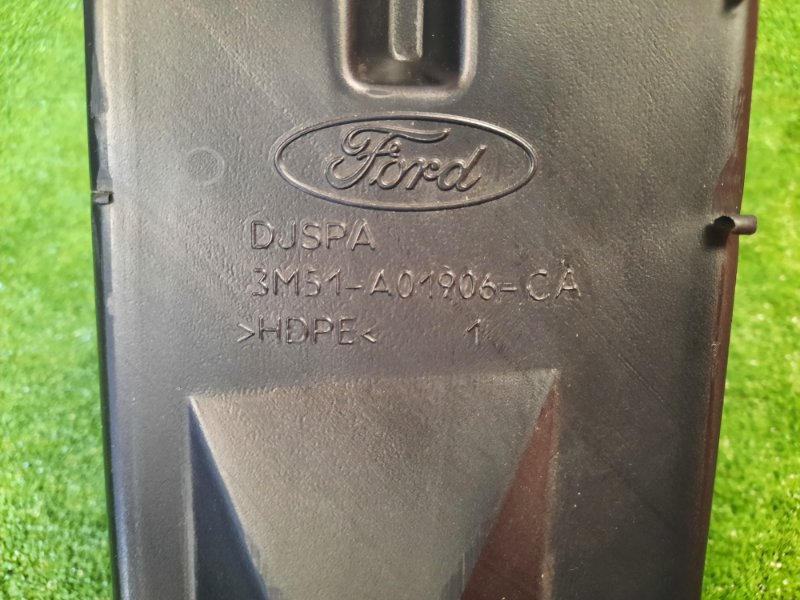 Ford
DJSPA
3M51-A01906-CA
>HDPE< 1